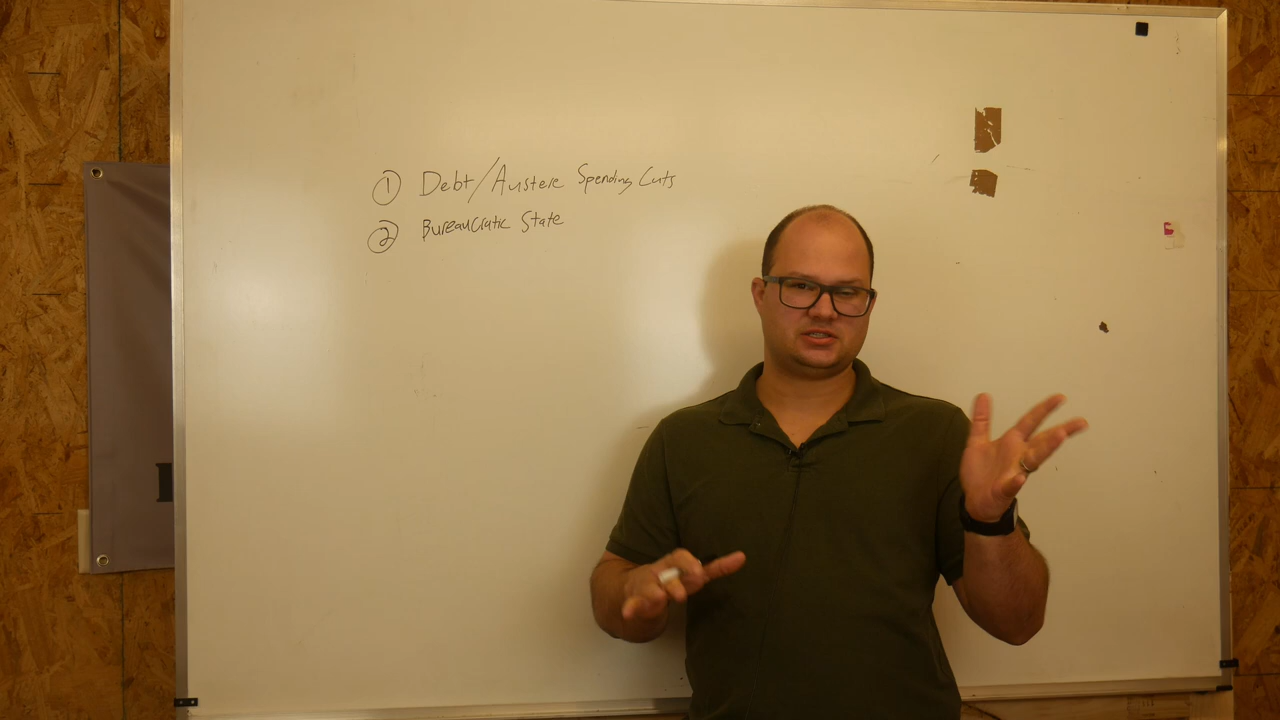 ① Debt/Austere Spending Cuts
② Bureaucratic State